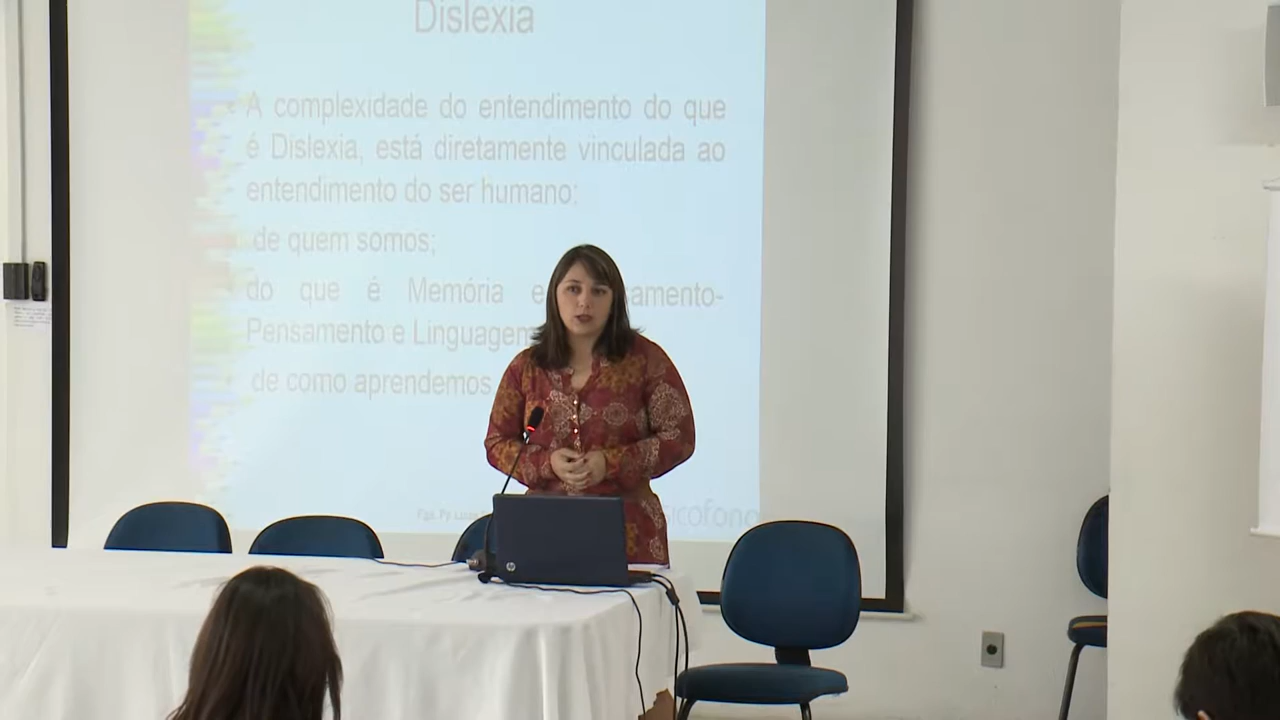 Dislexia
A complexidade do entendimento do que
é Dislexia, está diretamente vinculada ao
entendimento do ser humano:
de quem somos;
do que é Memória e
Pensamento e Linguagem
de como aprendemos
hp